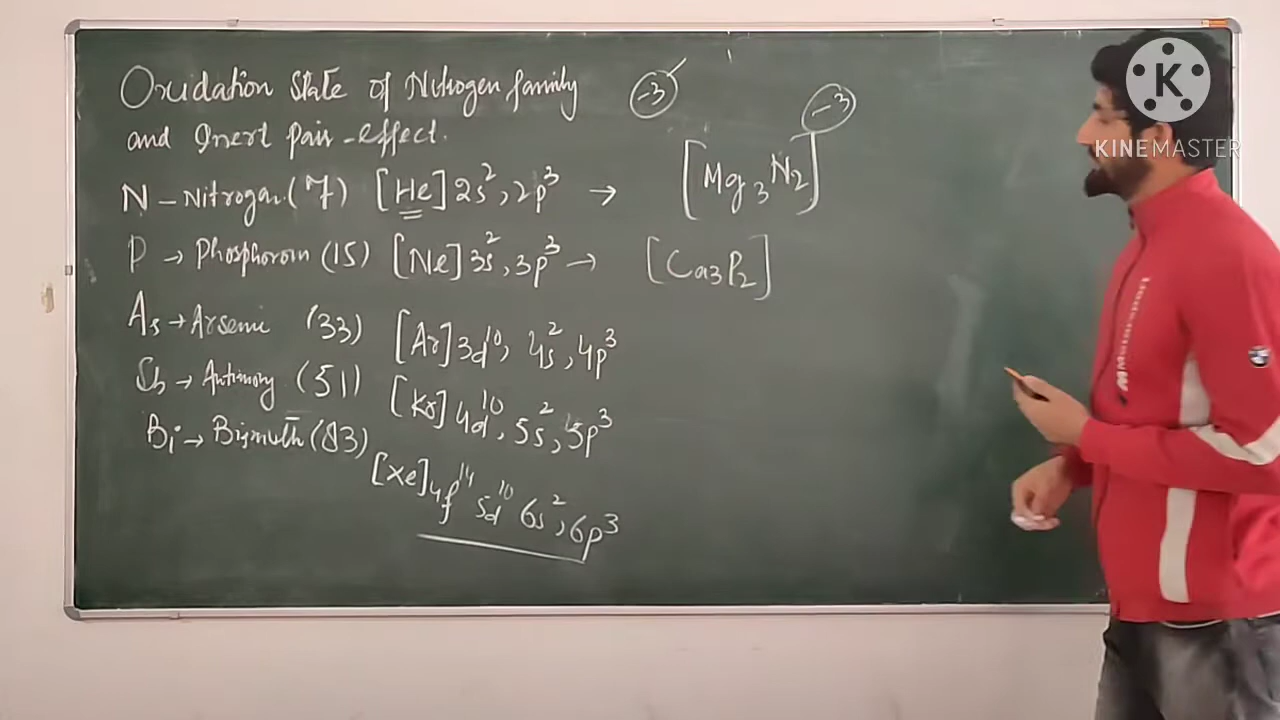 Oxidation State of Nitrogen family -3
and Inert pair-effect.
N - Nitrogen (7) [He] 2s², 2p³ → [Mg₃N₂]⁻³
P → Phosphorom (15) [Ne] 3s², 3p³ → [Ca₃P₂]
As → Arsenic (33) [Ar] 3d¹⁰, 4s², 4p³
Sb → Antimony (51) [Kr] 4d¹⁰, 5s², 5p³
Bi → Bismuth (83) [Xe] 4f¹⁴ 5d¹⁰ 6s², 6p³
K
KINEMASTER